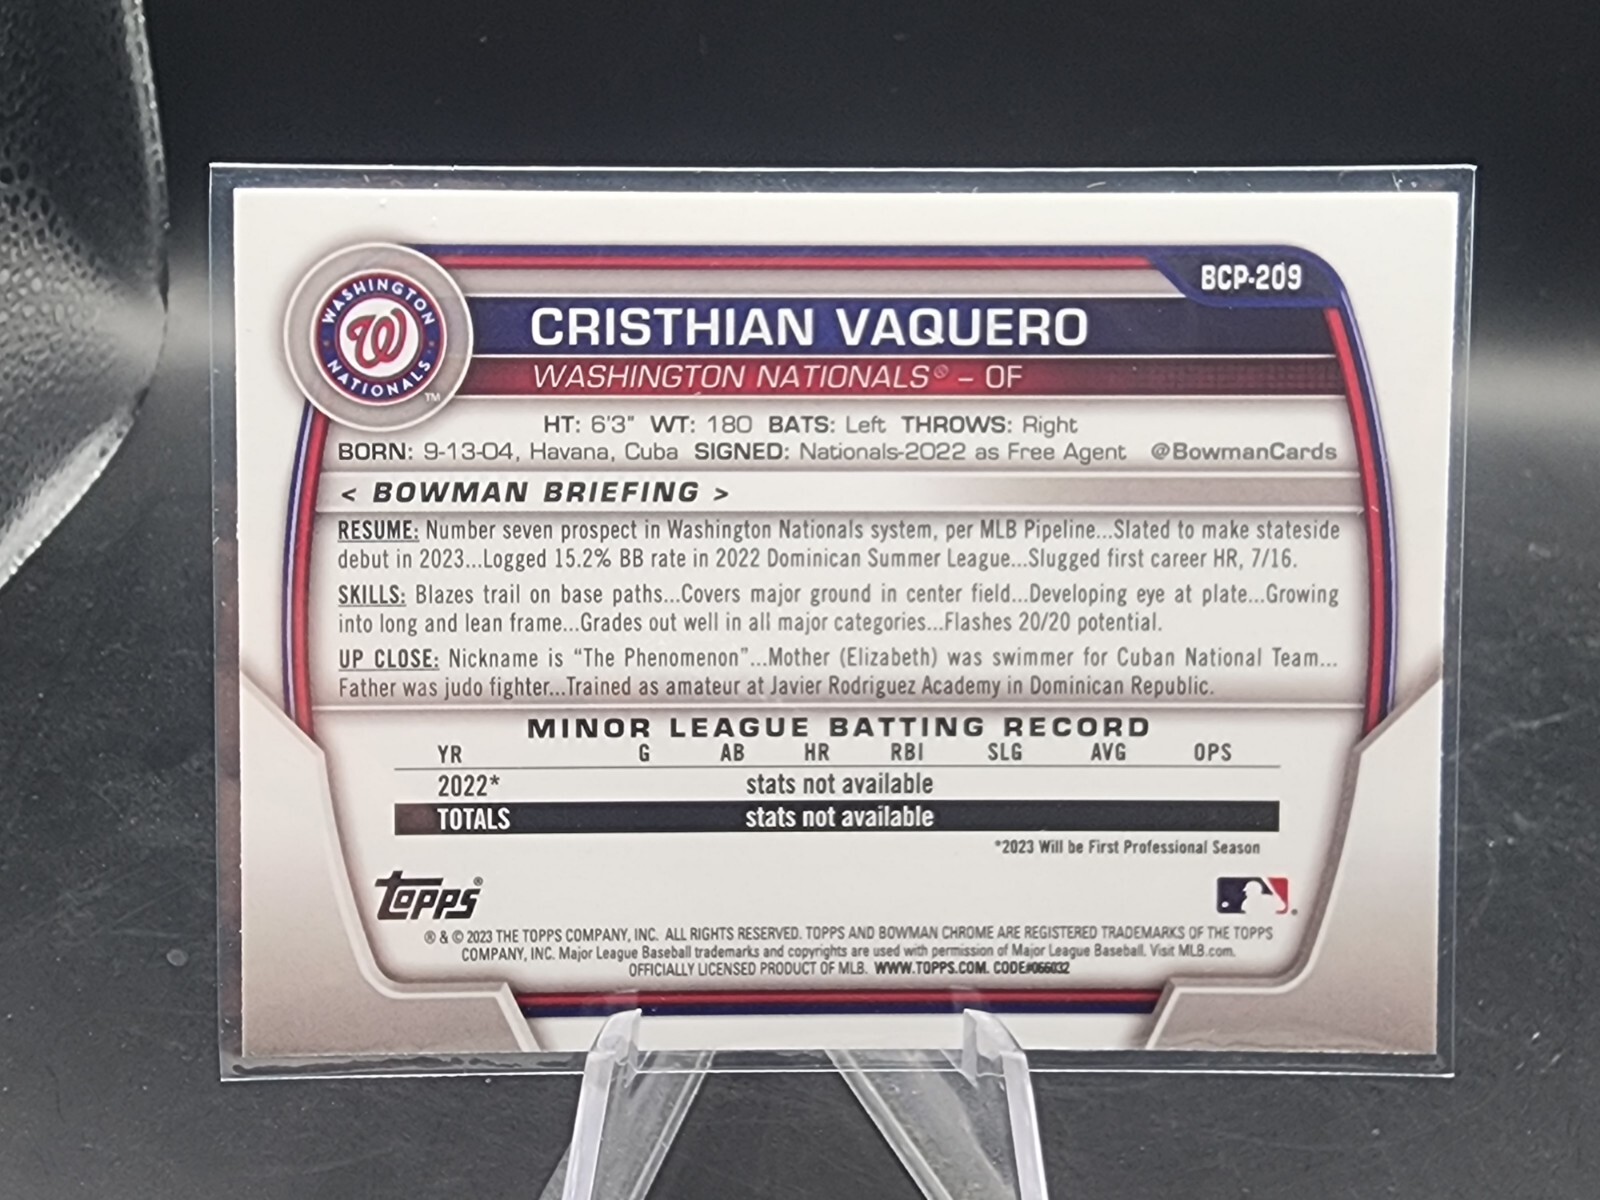 BCP-209
WASHINGTON
W
NATIONALS
™
CRISTHIAN VAQUERO
WASHINGTON NATIONALS® – OF
HT: 6'3" WT: 180 BATS: Left THROWS: Right
BORN: 9-13-04, Havana, Cuba SIGNED: Nationals-2022 as Free Agent @BowmanCards
< BOWMAN BRIEFING >
RESUME: Number seven prospect in Washington Nationals system, per MLB Pipeline...Slated to make stateside
debut in 2023...Logged 15.2% BB rate in 2022 Dominican Summer League...Slugged first career HR, 7/16.
SKILLS: Blazes trail on base paths...Covers major ground in center field...Developing eye at plate...Growing
into long and lean frame...Grades out well in all major categories...Flashes 20/20 potential.
UP CLOSE: Nickname is “The Phenomenon”...Mother (Elizabeth) was swimmer for Cuban National Team...
Father was judo fighter...Trained as amateur at Javier Rodriguez Academy in Dominican Republic.
MINOR LEAGUE BATTING RECORD
YR G AB HR RBI SLG AVG OPS
2022* stats not available
TOTALS stats not available
*2023 Will be First Professional Season
Topps®
® & © 2023 THE TOPPS COMPANY, INC. ALL RIGHTS RESERVED. TOPPS AND BOWMAN CHROME ARE REGISTERED TRADEMARKS OF THE TOPPS
COMPANY, INC. Major League Baseball trademarks and copyrights are used with permission of Major League Baseball. Visit MLB.com.
OFFICIALLY LICENSED PRODUCT OF MLB. WWW.TOPPS.COM. CODE#066032